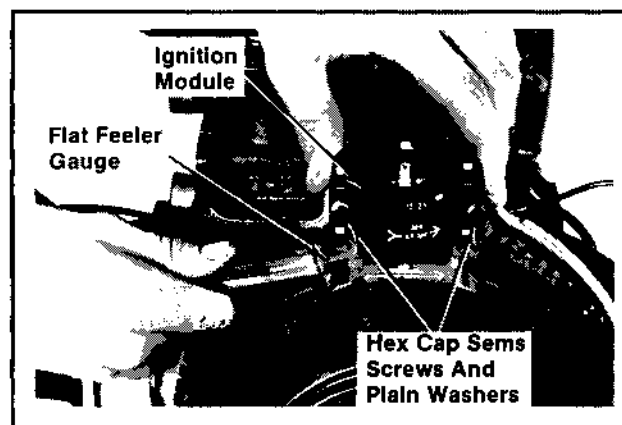 Ignition
Module
Flat Feeler
Gauge
Hex Cap Sems
Screws And
Plain Washers